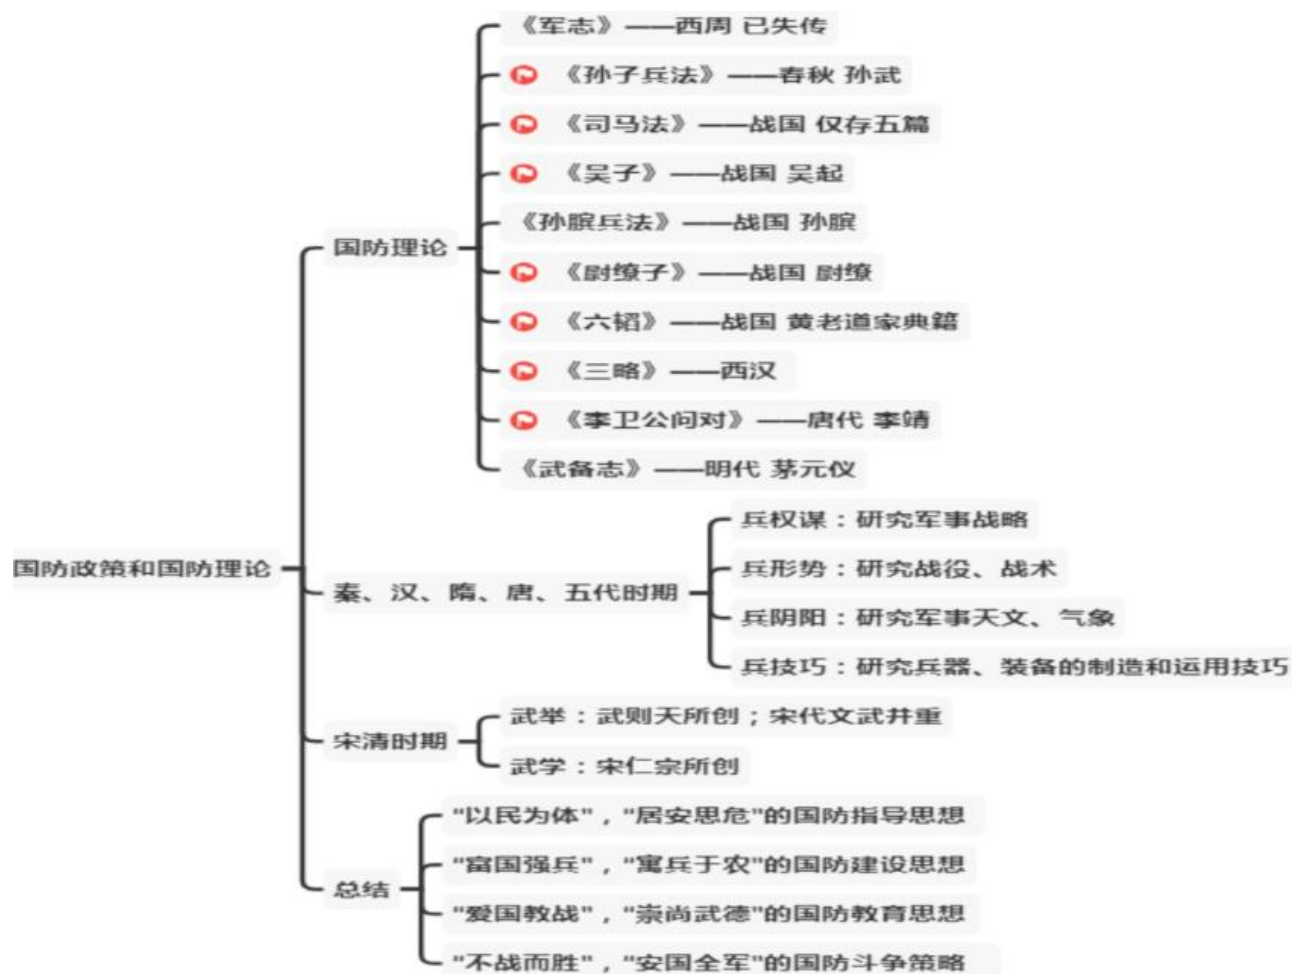 《军志》——西周 已失传
《孙子兵法》——春秋 孙武
《司马法》——战国 仅存五篇
《吴子》——战国 吴起
《孙膑兵法》——战国 孙膑
国防理论
《尉缭子》——战国 尉缭
《六韬》——战国 黄老道家典籍
《三略》——西汉
《李卫公问对》——唐代 李靖
《武备志》——明代 茅元仪
国防政策和国防理论
秦、汉、隋、唐、五代时期
兵权谋：研究军事战略
兵形势：研究战役、战术
兵阴阳：研究军事天文、气象
兵技巧：研究兵器、装备的制造和运用技巧
宋清时期
武举：武则天所创；宋代文武并重
武学：宋仁宗所创
总结
“以民为体”，“居安思危”的国防指导思想
“富国强兵”，“寓兵于农”的国防建设思想
“爱国教战”，“崇尚武德”的国防教育思想
“不战而胜”，“安国全军”的国防斗争策略